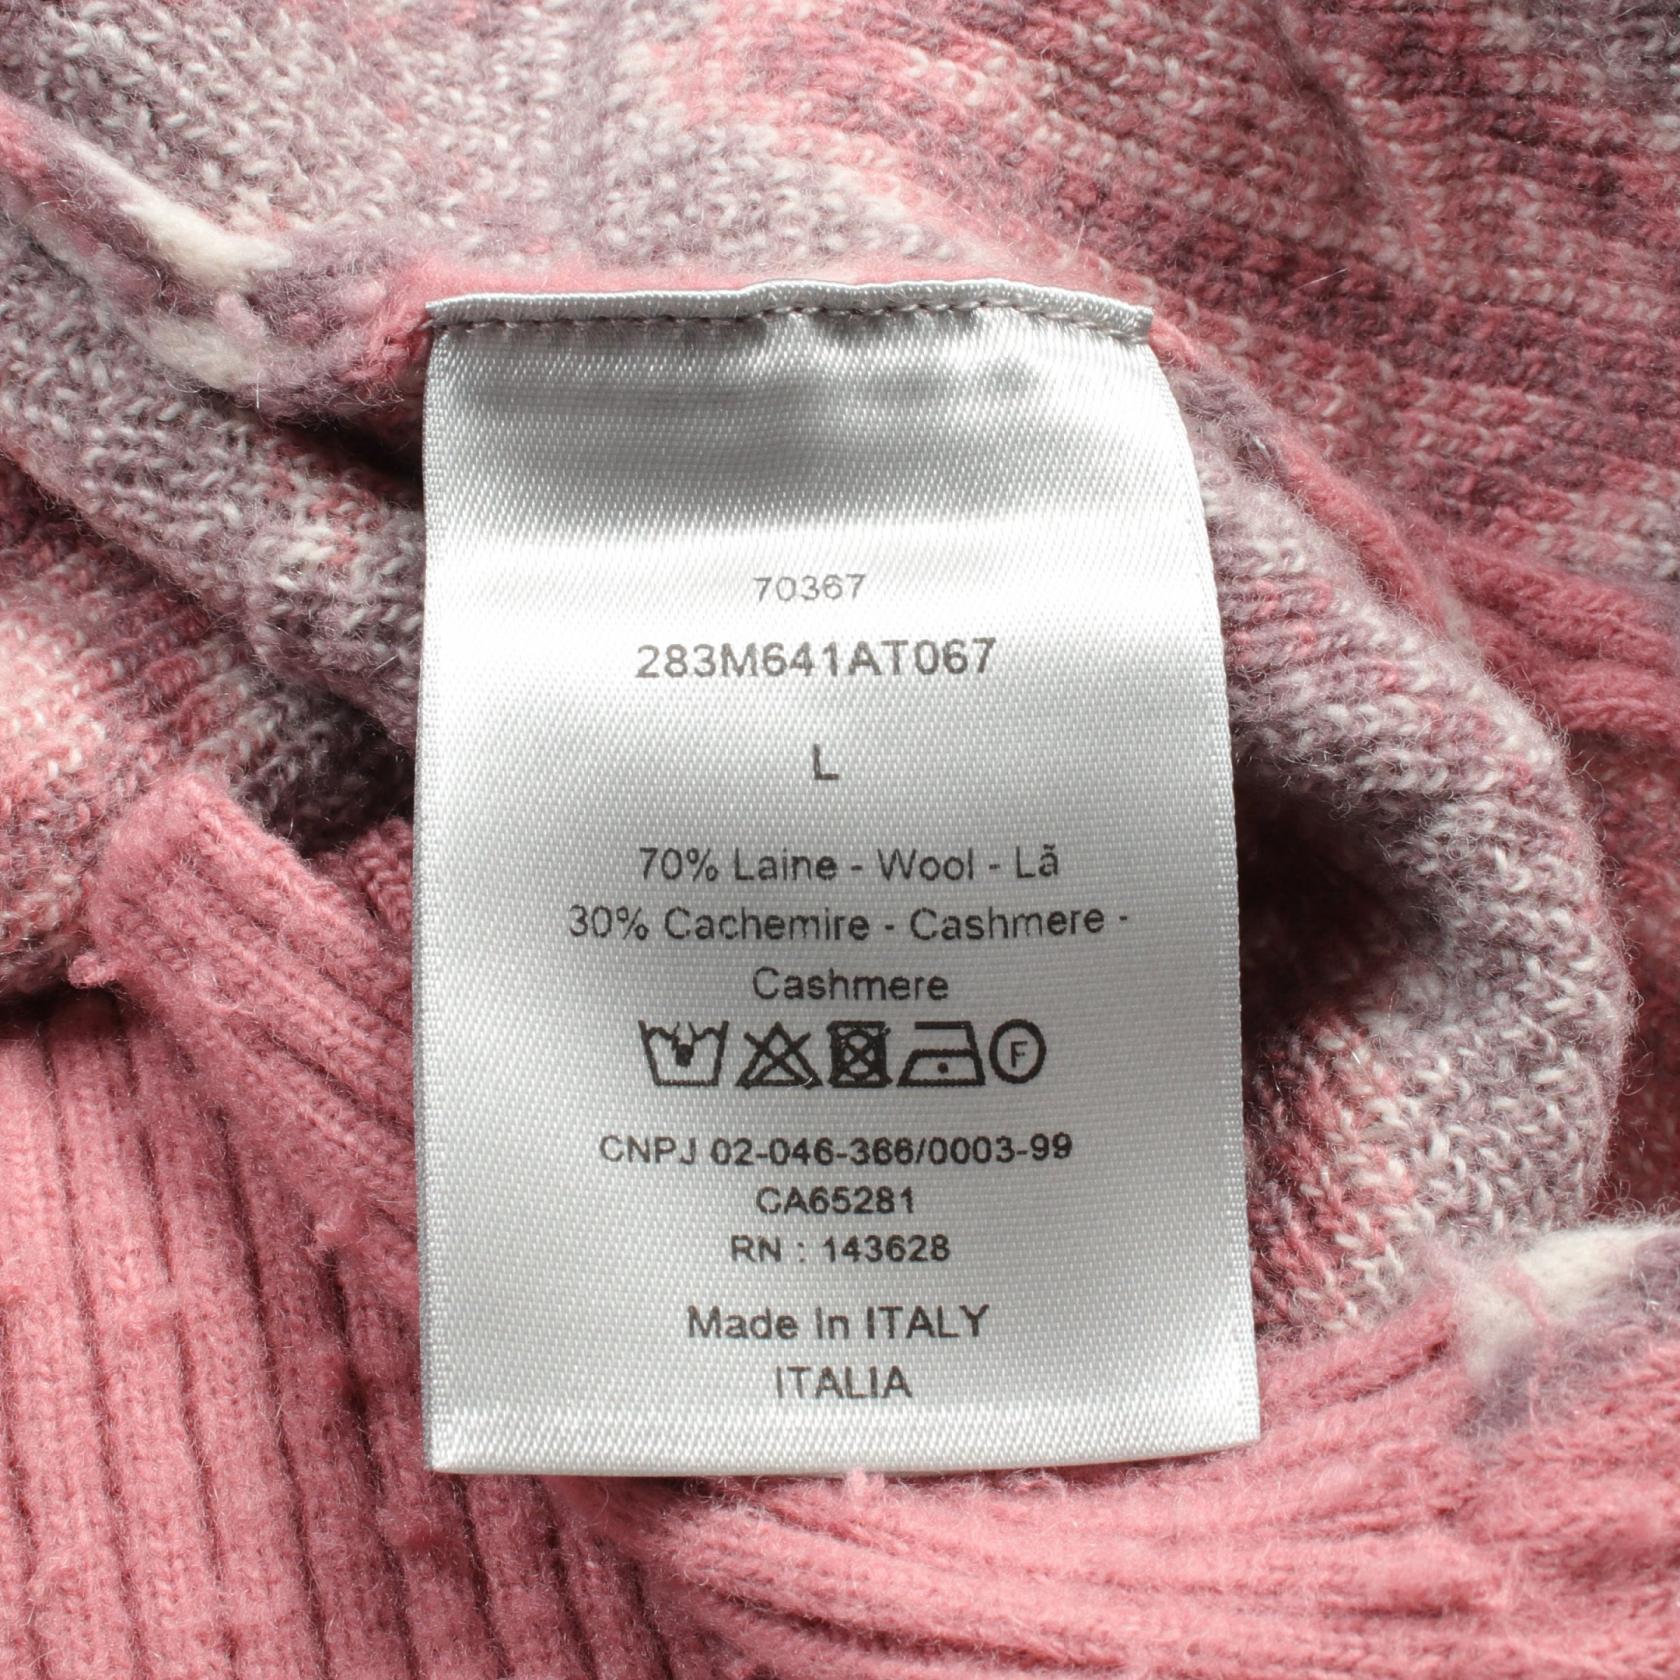 70367
283M641AT067
L
70% Laine - Wool - Lã
30% Cachemire - Cashmere -
Cashmere
F
CNPJ 02-046-366/0003-99
CA65281
RN : 143628
Made In ITALY
ITALIA